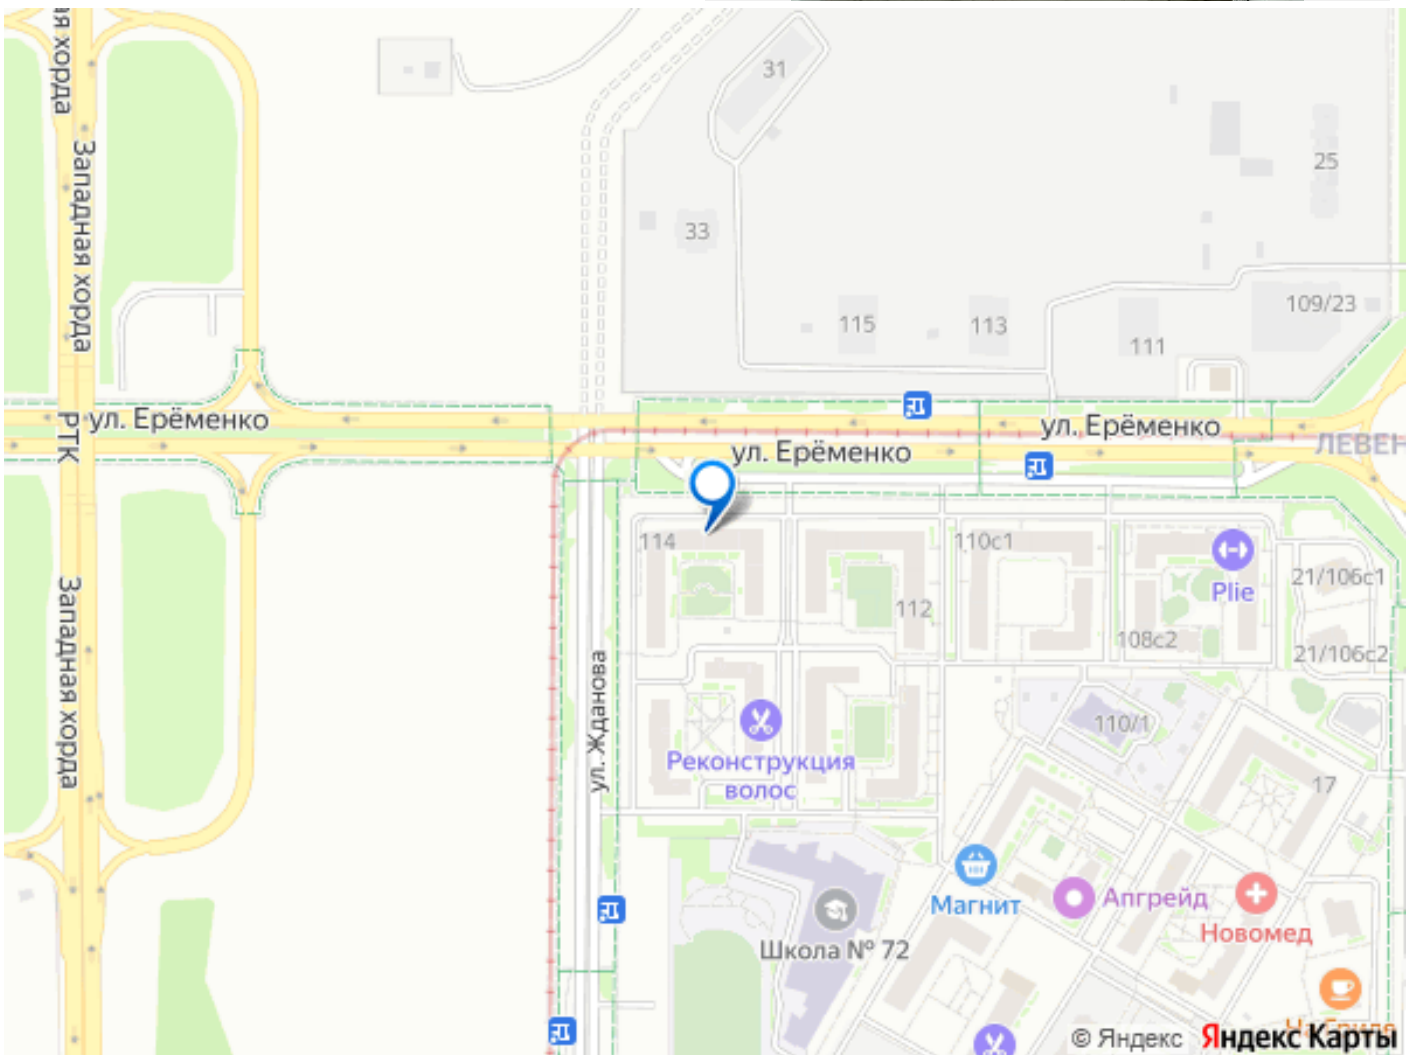 хорда
31
Западная хорда
25
33
109/23
115
113
111
ул. Ерёменко
ул. Ерёменко
ул. Ерёменко
РТК
114
110с1
Plie
21/106с1
112
108с2
21/106с2
Западная хорда
ул. Жданова
110/1
Реконструкция
волос
17
Магнит
Апгрейд
Новомед
Школа № 72
© Яндекс
Яндекс Карты